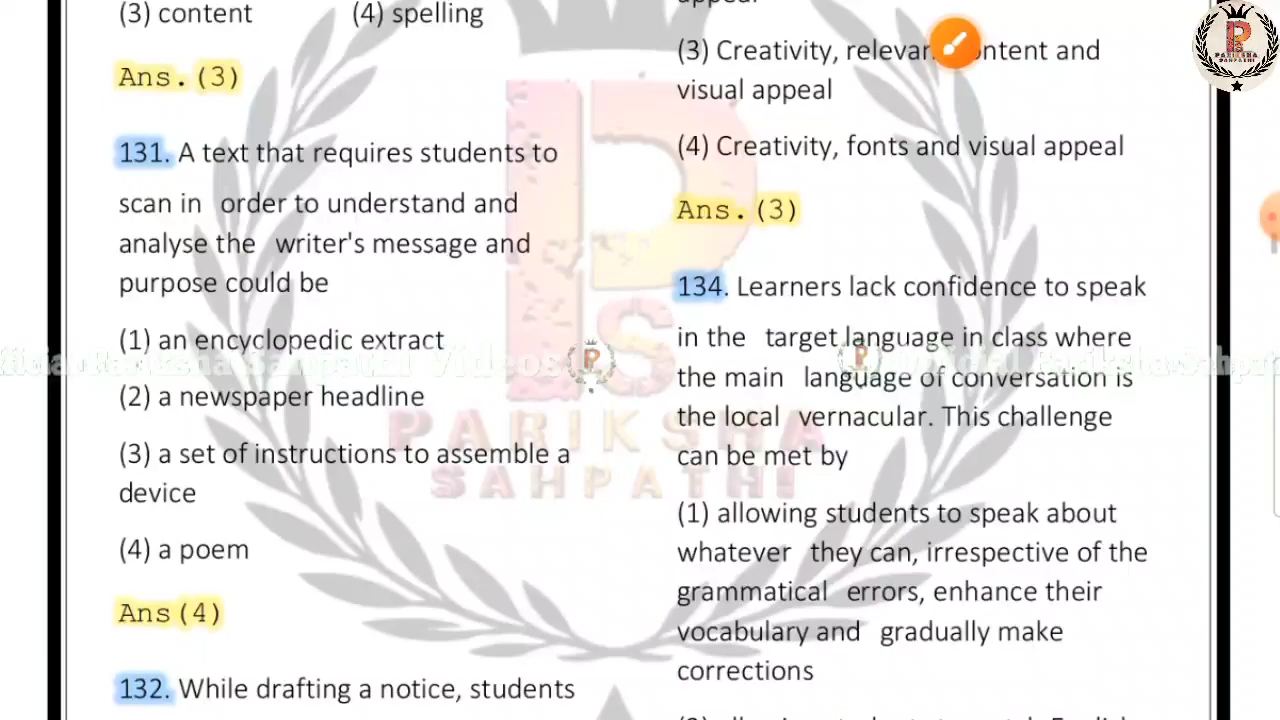 (3) content (4) spelling
Ans.(3)
131. A text that requires students to
scan in order to understand and
analyse the writer's message and
purpose could be
(1) an encyclopedic extract
(2) a newspaper headline
(3) a set of instructions to assemble a
device
(4) a poem
Ans(4)
132. While drafting a notice, students
(3) Creativity, content and
visual appeal
(4) Creativity, fonts and visual appeal
Ans.(3)
134. Learners lack confidence to speak
in the target language in class where
the main language of conversation is
the local vernacular. This challenge
can be met by
(1) allowing students to speak about
whatever they can, irrespective of the
grammatical errors, enhance their
vocabulary and gradually make
corrections
PARIKSHA
SAHPATHI
Pariksha Sahpathi Videos
PARIKSHA
SAHPATHI